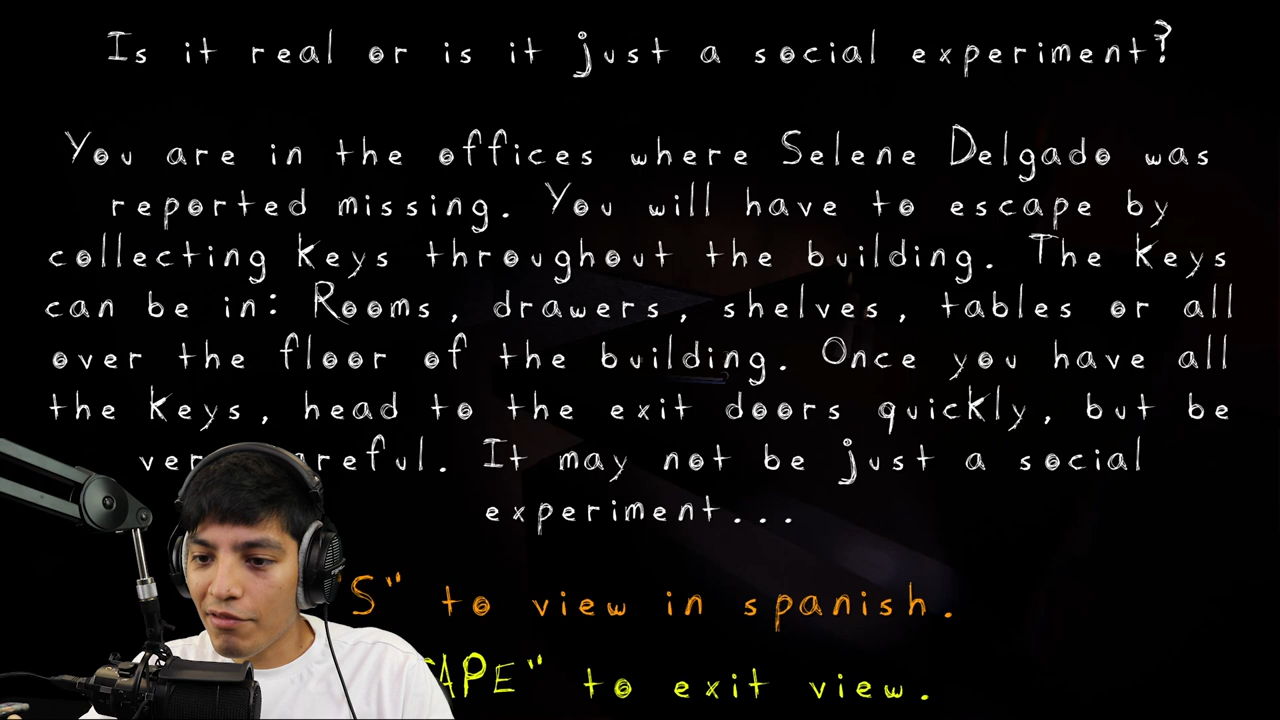 Is it real or is it just a social experiment?
You are in the offices where Selene Delgado was
reported missing. You will have to escape by
collecting keys throughout the building. The keys
can be in: Rooms, drawers, shelves, tables or all
over the floor of the building. Once you have all
the keys, head to the exit doors quickly, but be
very careful. It may not be just a social
experiment...
"S" to view in spanish.
APE" to exit view.